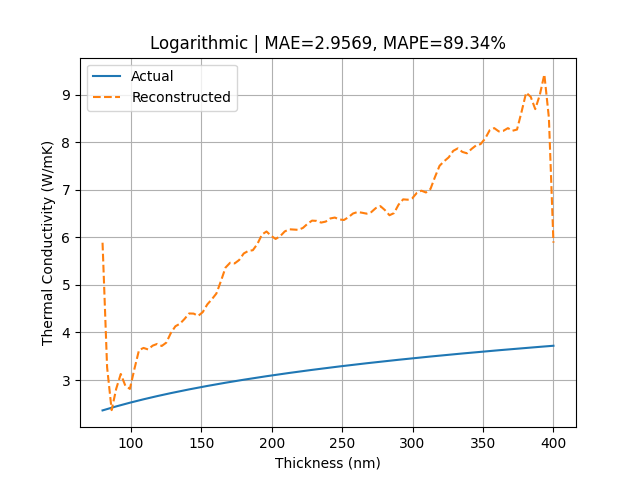 Logarithmic | MAE=2.9569, MAPE=89.34%
Actual
Reconstructed
9
8
7
6
5
4
3
Thermal Conductivity (W/mK)
100 150 200 250 300 350 400
Thickness (nm)